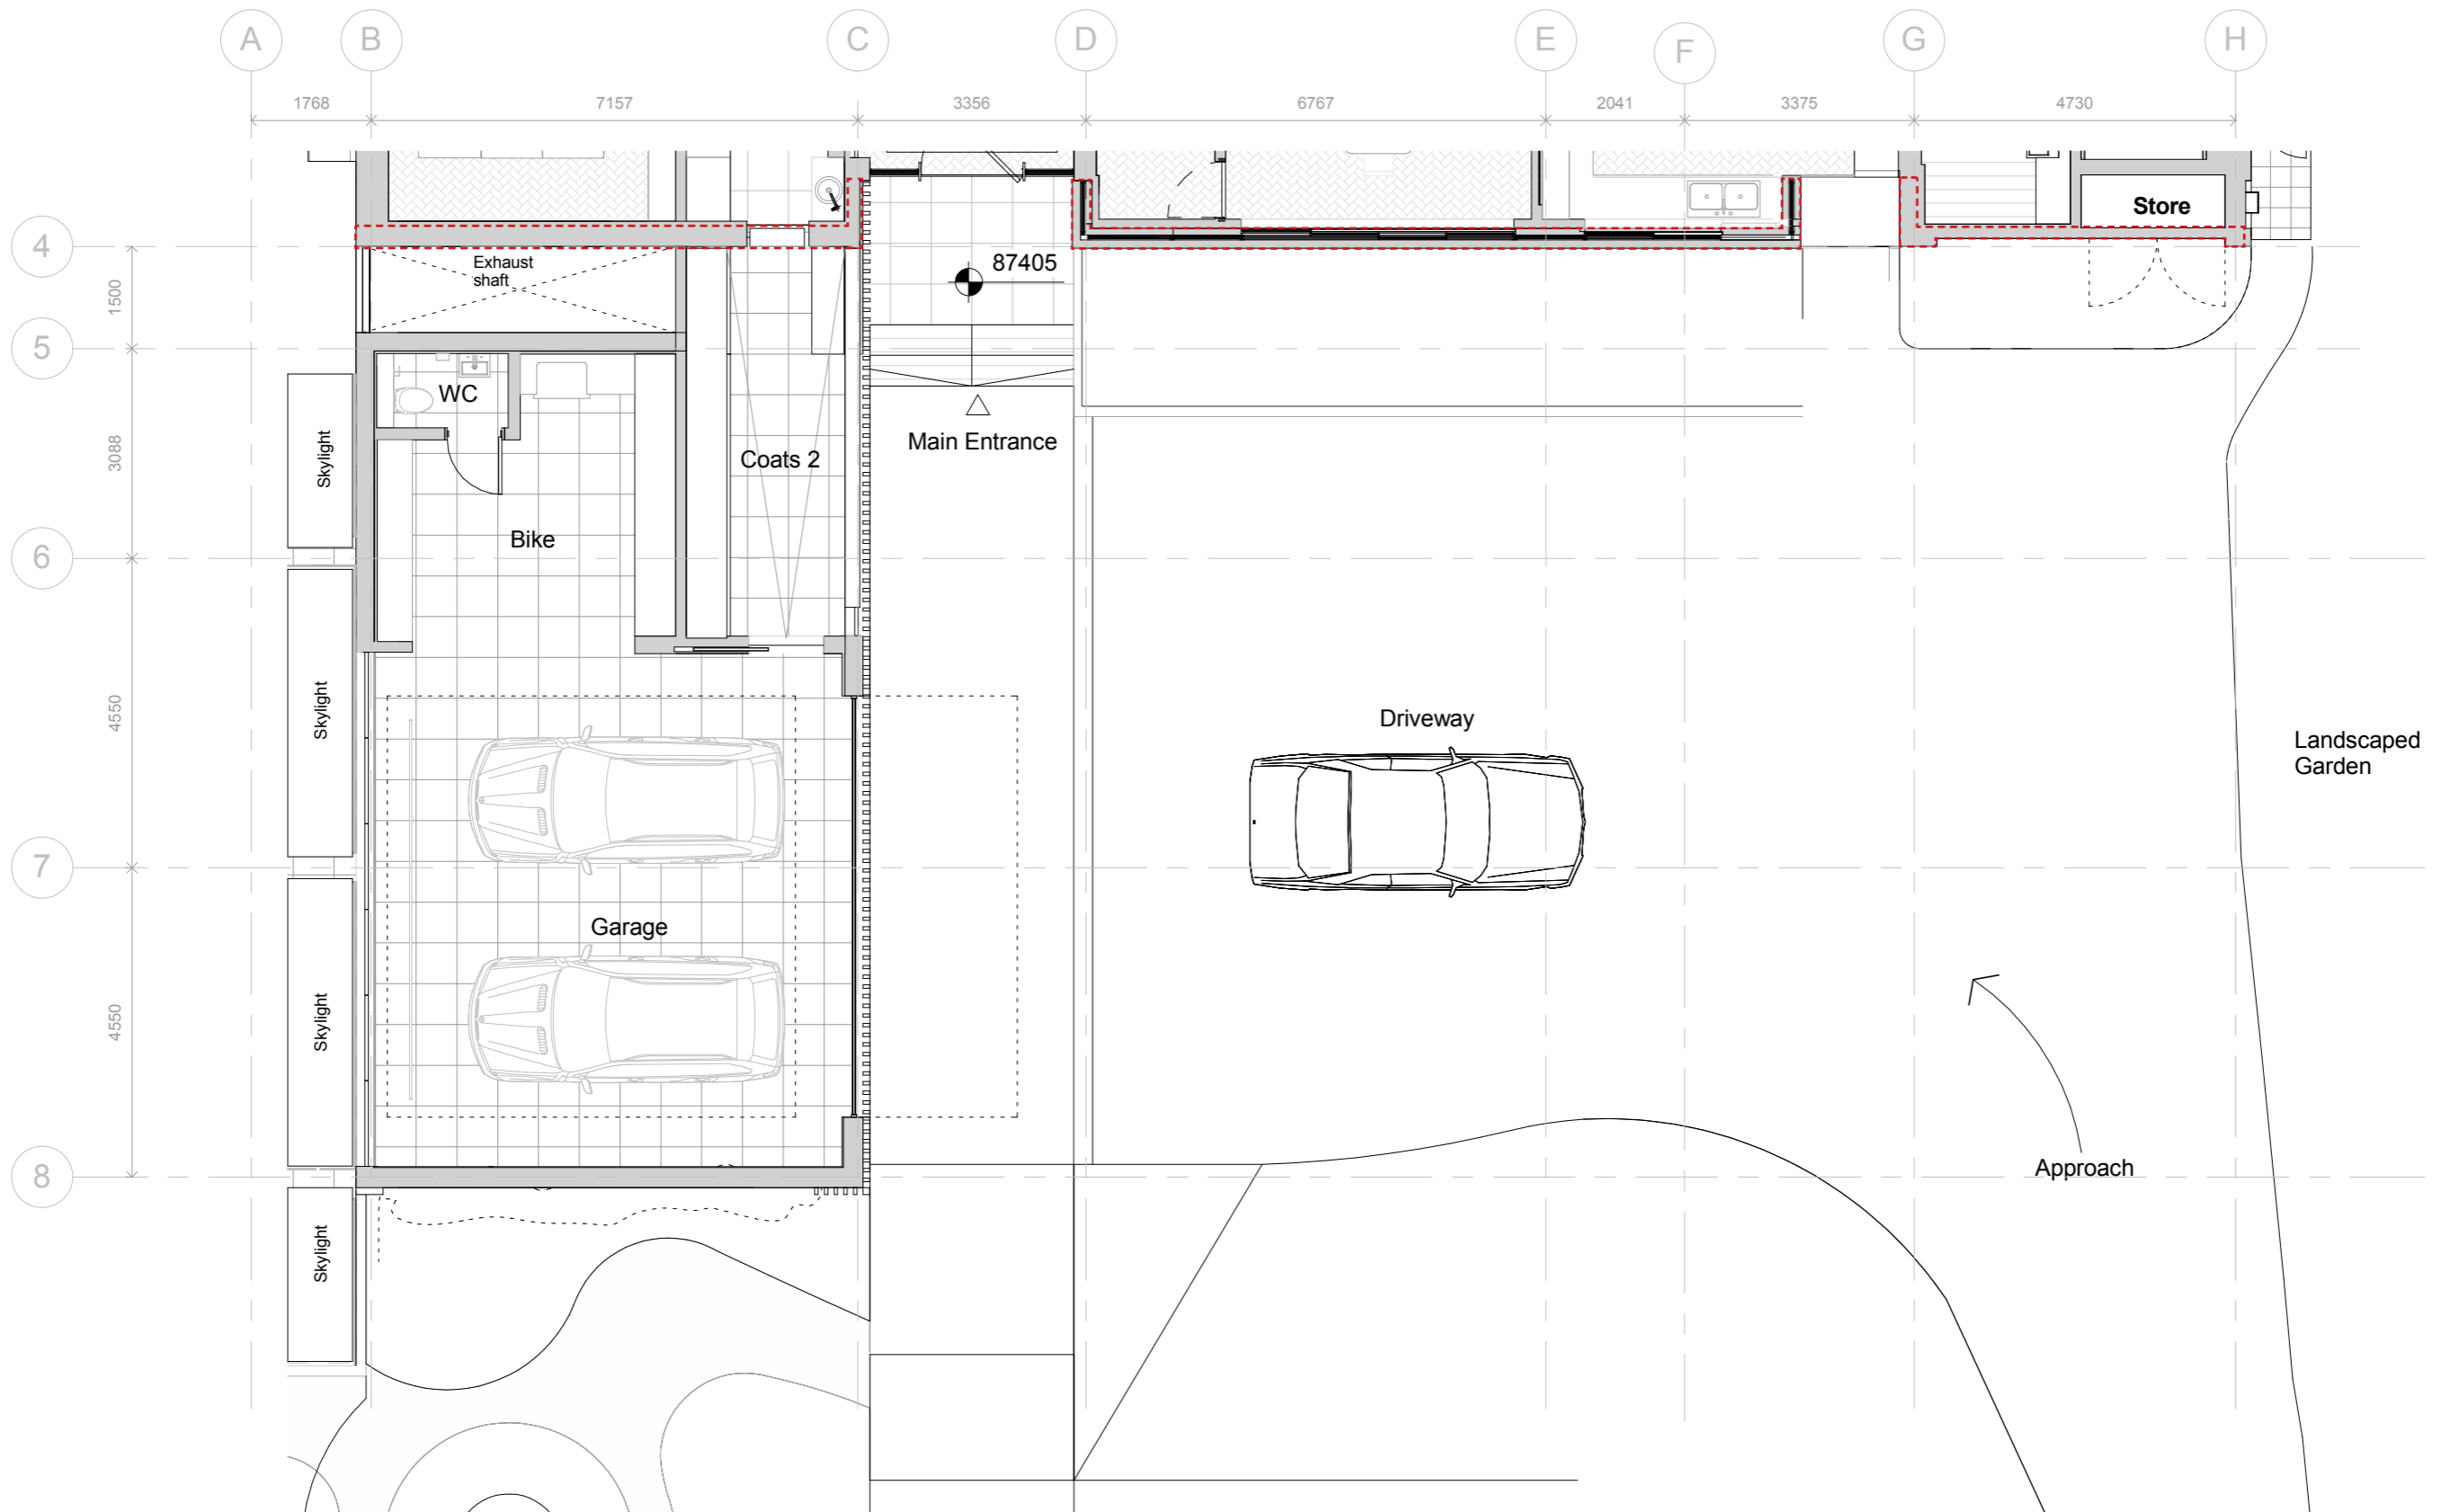 A B C D E F G H
1768 7157 3356 6767 2041 3375 4730
Store
4
Exhaust
shaft
87405
1500
5
WC
Skylight
3088
Main Entrance
Coats 2
Bike
6
Skylight
4550
Driveway
Landscaped
Garden
7
Garage
Skylight
4550
Approach
8
Skylight